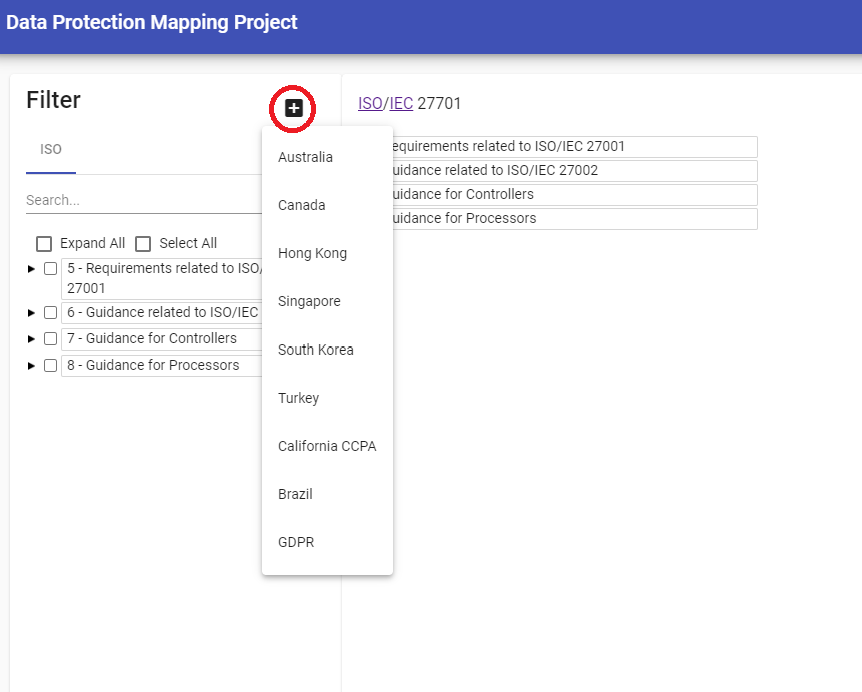 Data Protection Mapping Project
Filter
ISO
Search...
Expand All
Select All
5 - Requirements related to ISO/
27001
6 - Guidance related to ISO/IEC
7 - Guidance for Controllers
8 - Guidance for Processors
Australia
Canada
Hong Kong
Singapore
South Korea
Turkey
California CCPA
Brazil
GDPR
ISO/IEC 27701
equirements related to ISO/IEC 27001
uidance related to ISO/IEC 27002
uidance for Controllers
uidance for Processors